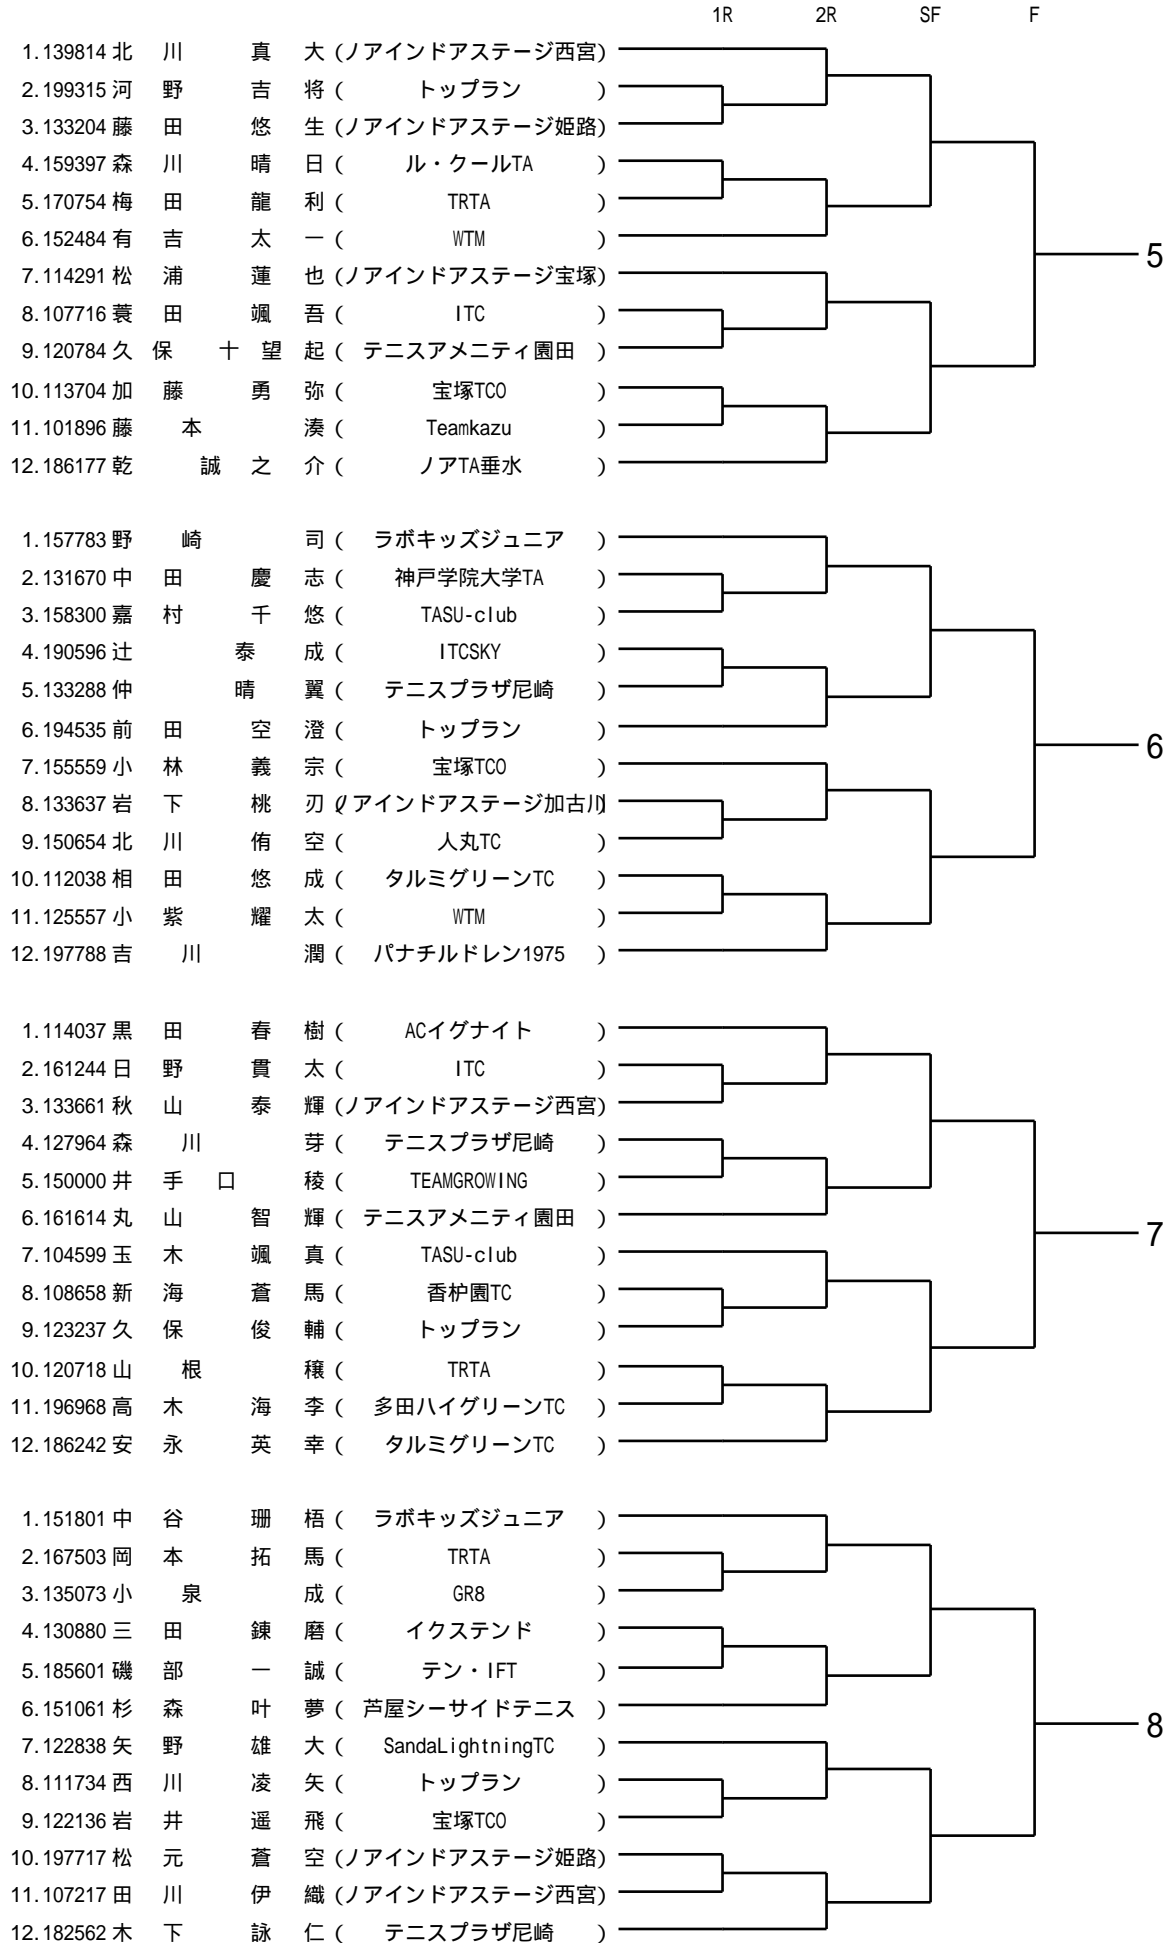 1R 2R SF F
1.139814 北川 真大 (ノアインドアステージ西宮)
2.199315 河野 吉将 (トップラン)
3.133204 藤田 悠生 (ノアインドアステージ姫路)
4.159397 森川 晴日 (ル・クールTA)
5.170754 梅田 龍利 (TRTA)
6.152484 有吉 太一 (WTM)
5
7.114291 松浦 蓮也 (ノアインドアステージ宝塚)
8.107716 蓑田 颯吾 (ITC)
9.120784 久保 十望起 (テニスアメニティ園田)
10.113704 加藤 勇弥 (宝塚TCO)
11.101896 藤本 湊 (Teamkazu)
12.186177 乾 誠之介 (ノアTA垂水)
1.157783 野崎 司 (ラボキッズジュニア)
2.131670 中田 慶志 (神戸学院大学TA)
3.158300 嘉村 千悠 (TASU-club)
4.190596 辻 泰成 (ITCSKY)
5.133288 仲 晴翼 (テニスプラザ尼崎)
6.194535 前田 空澄 (トップラン)
6
7.155559 小林 義宗 (宝塚TCO)
8.133637 岩下 桃刃 (ノアインドアステージ加古川)
9.150654 北川 侑空 (人丸TC)
10.112038 相田 悠成 (タルミグリーンTC)
11.125557 小紫 耀太 (WTM)
12.197788 吉川 潤 (パナチルドレン1975)
1.114037 黒田 春樹 (ACイグナイト)
2.161244 日野 貫太 (ITC)
3.133661 秋山 泰輝 (ノアインドアステージ西宮)
4.127964 森川 芽 (テニスプラザ尼崎)
5.150000 井手口 稜 (TEAMGROWING)
6.161614 丸山 智輝 (テニスアメニティ園田)
7
7.104599 玉木 颯真 (TASU-club)
8.108658 新海 蒼馬 (香枦園TC)
9.123237 久保 俊輔 (トップラン)
10.120718 山根 穣 (TRTA)
11.196968 高木 海李 (多田ハイグリーンTC)
12.186242 安永 英幸 (タルミグリーンTC)
1.151801 中谷 珊梧 (ラボキッズジュニア)
2.167503 岡本 拓馬 (TRTA)
3.135073 小泉 成 (GR8)
4.130880 三田 錬磨 (イクステンド)
5.185601 磯部 一誠 (テン・IFT)
6.151061 杉森 叶夢 (芦屋シーサイドテニス)
8
7.122838 矢野 雄大 (SandaLightningTC)
8.111734 西川 凌矢 (トップラン)
9.122136 岩井 遥飛 (宝塚TCO)
10.197717 松元 蒼空 (ノアインドアステージ姫路)
11.107217 田川 伊織 (ノアインドアステージ西宮)
12.182562 木下 詠仁 (テニスプラザ尼崎)